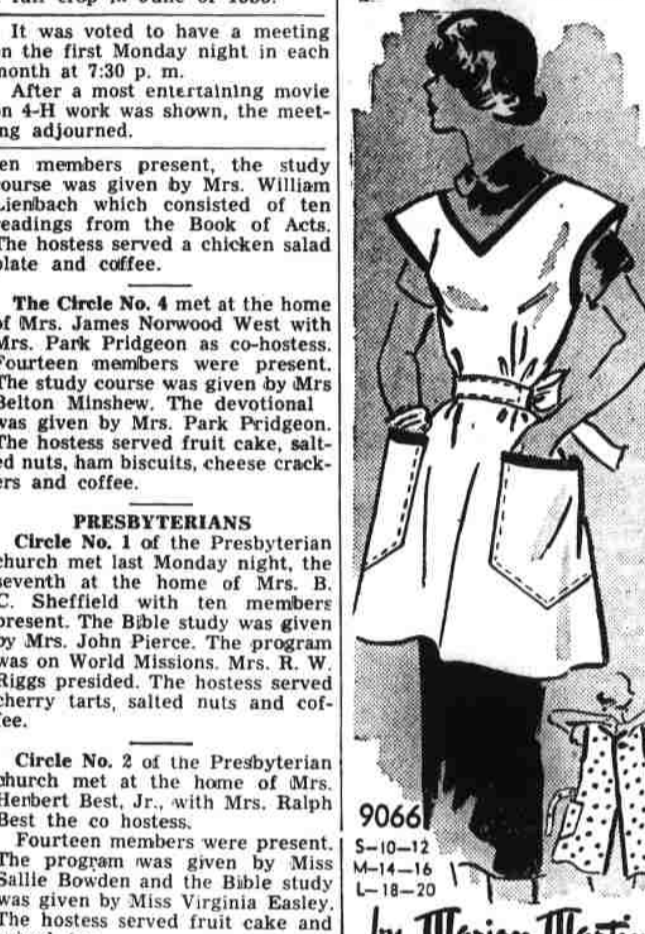 It was voted to have a meeting
n the first Monday night in each
month at 7:30 p. m.
After a most entertaining movie
n 4-H work was shown, the meet-
ng adjourned.
en members present, the study
ourse was given by Mrs. William
Lienbach which consisted of ten
readings from the Book of Acts.
The hostess served a chicken salad
plate and coffee.
The Circle No. 4 met at the home
of Mrs. James Norwood West with
Mrs. Park Pridgeon as co-hostess.
Fourteen members were present.
The study course was given by Mrs
Belton Minshew. The devotional
was given by Mrs. Park Pridgeon.
The hostess served fruit cake, salt-
ed nuts, ham biscuits, cheese crack-
ers and coffee.
PRESBYTERIANS
Circle No. 1 of the Presbyterian
church met last Monday night, the
seventh at the home of Mrs. B.
C. Sheffield with ten members
present. The Bible study was given
by Mrs. John Pierce. The program
was on World Missions. Mrs. R. W.
Riggs presided. The hostess served
cherry tarts, salted nuts and cof-
fee.
Circle No. 2 of the Presbyterian
church met at the home of Mrs.
Herbert Best, Jr., with Mrs. Ralph
Best the co hostess.
Fourteen members were present.
The program was given by Miss
Sallie Bowden and the Bible study
was given by Miss Virginia Easley.
The hostess served fruit cake and
9066
S-10-12
M-14-16
L-18-20
by Marian Martin